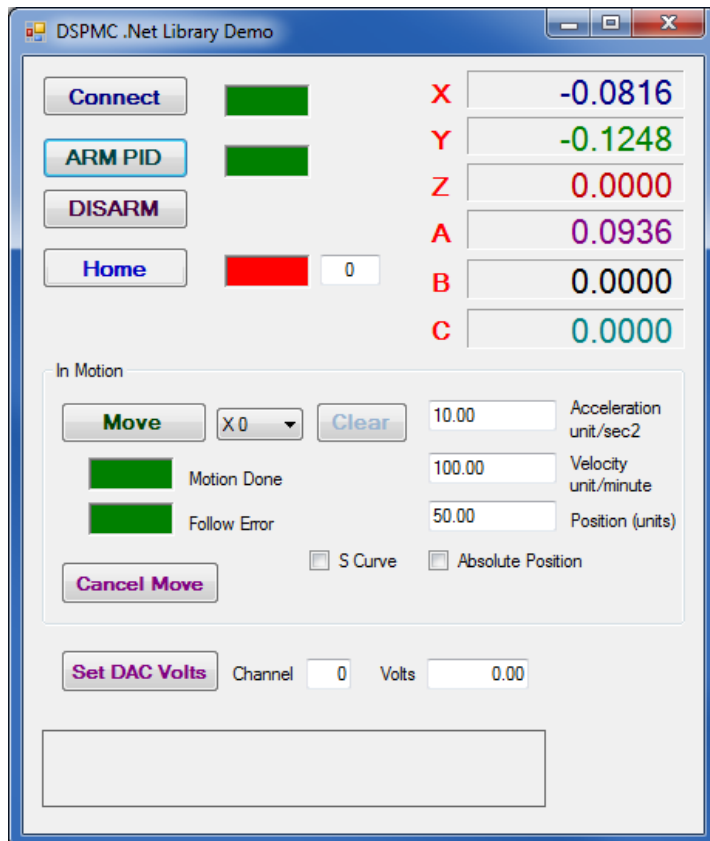 DSPMC .Net Library Demo
Connect
X -0.0816
ARM PID
Y -0.1248
DISARM
Z 0.0000
A 0.0936
Home 0
B 0.0000
C 0.0000
In Motion
Move X 0 Clear 10.00 Acceleration
unit/sec2
Motion Done 100.00 Velocity
unit/minute
Follow Error 50.00 Position (units)
S Curve Absolute Position
Cancel Move
Set DAC Volts Channel 0 Volts 0.00